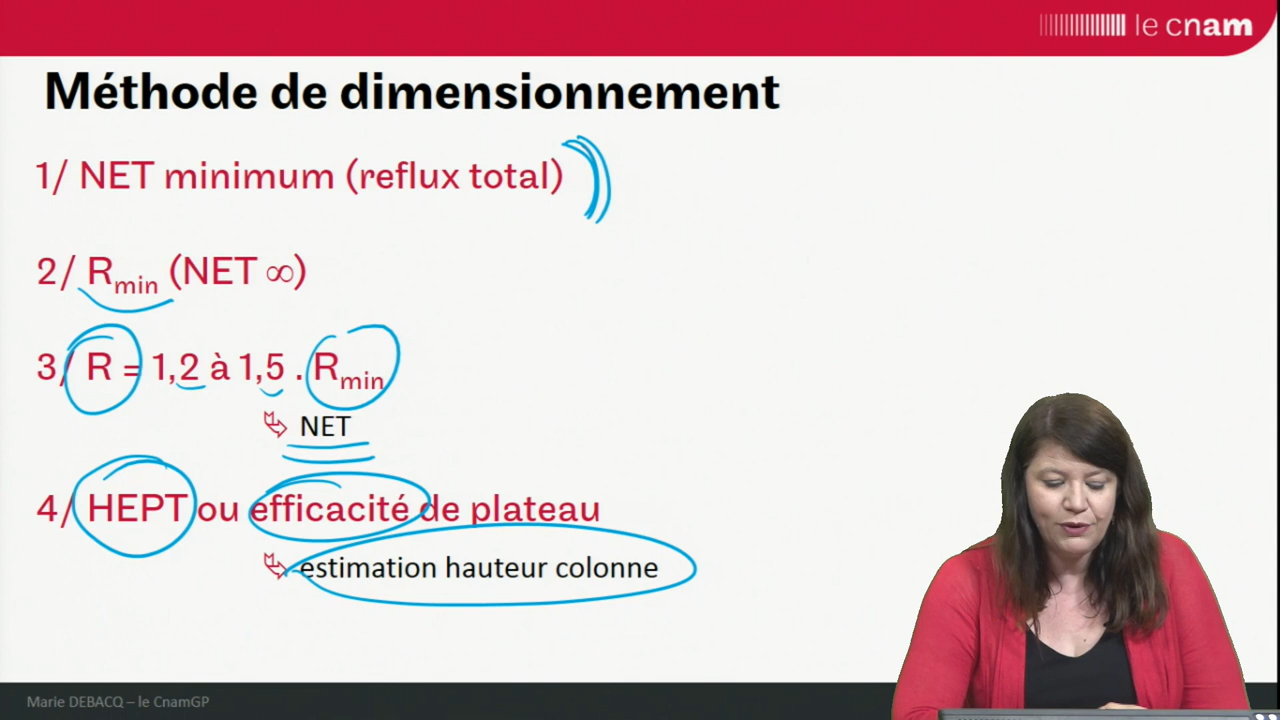 le cnam
Méthode de dimensionnement
1/ NET minimum (reflux total)
2/ Rmin (NET ∞)
3/ R = 1,2 à 1,5 . Rmin
NET
4/ HEPT ou efficacité de plateau
estimation hauteur colonne
Marie DEBACQ – le CnamGP